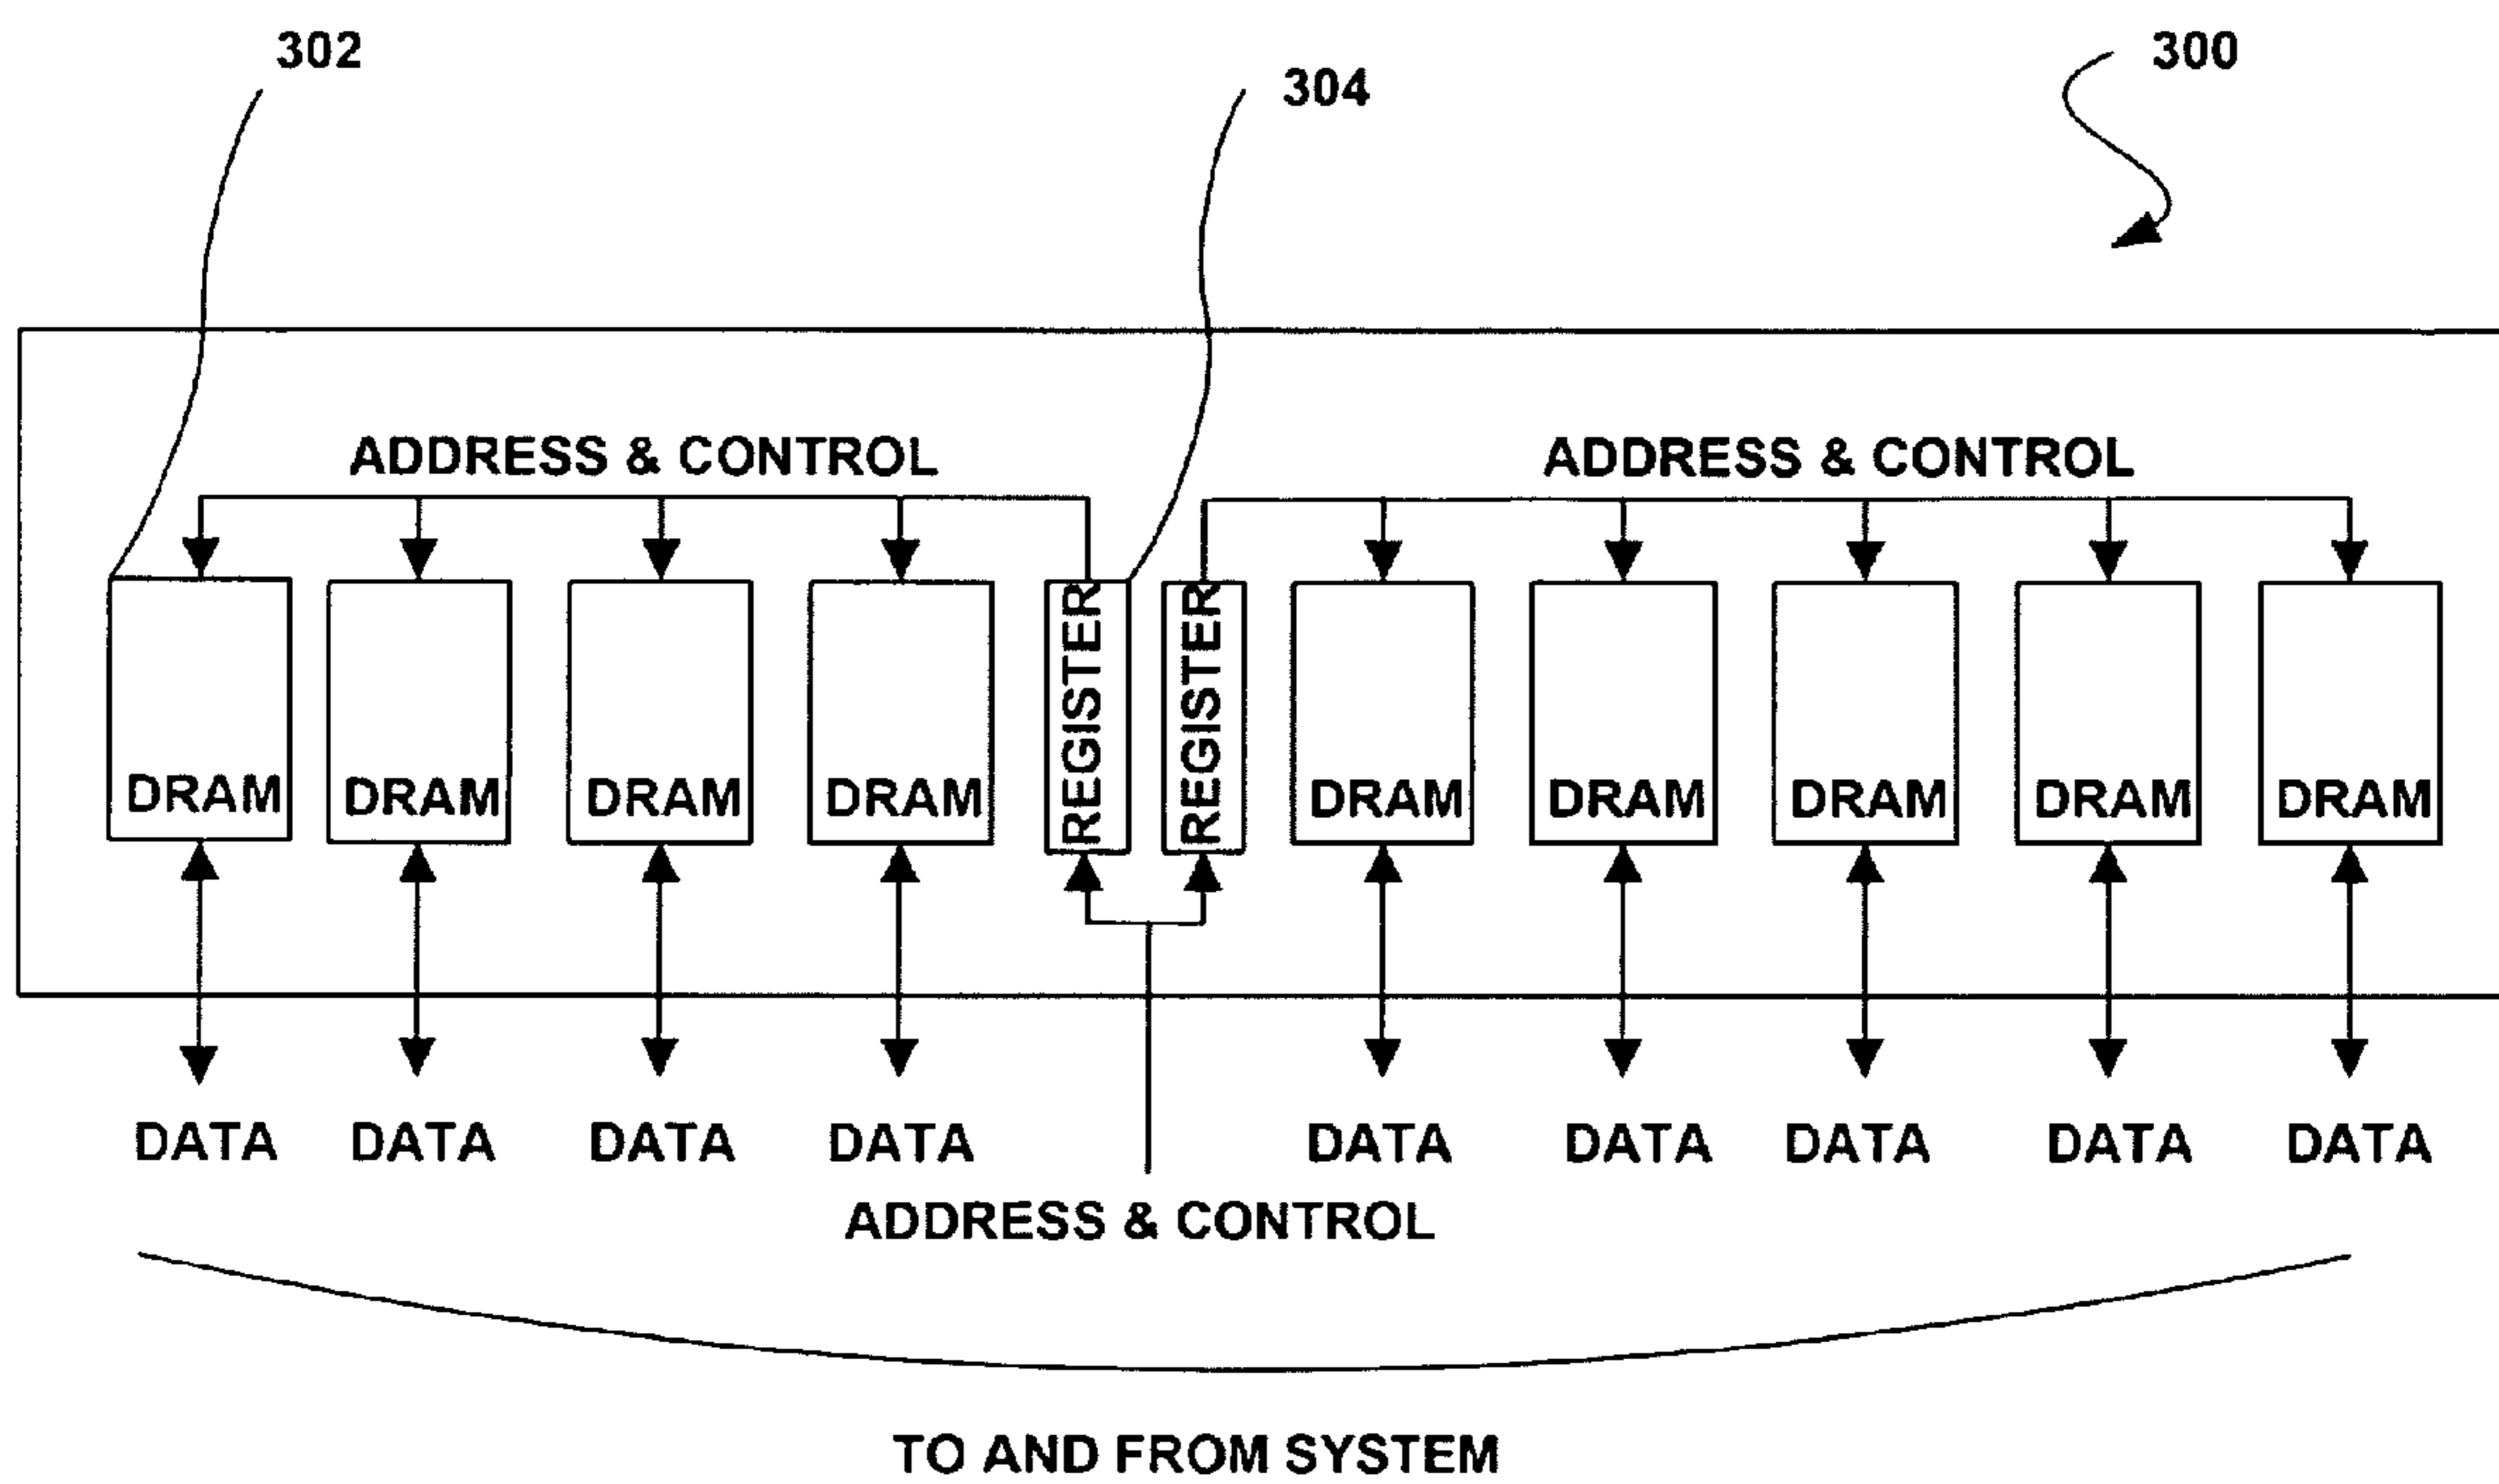 302
304
300
ADDRESS & CONTROL
ADDRESS & CONTROL
REGISTER
REGISTER
DRAM
DRAM
DRAM
DRAM
DRAM
DRAM
DRAM
DRAM
DRAM
DATA
DATA
DATA
DATA
DATA
DATA
DATA
DATA
DATA
ADDRESS & CONTROL
TO AND FROM SYSTEM